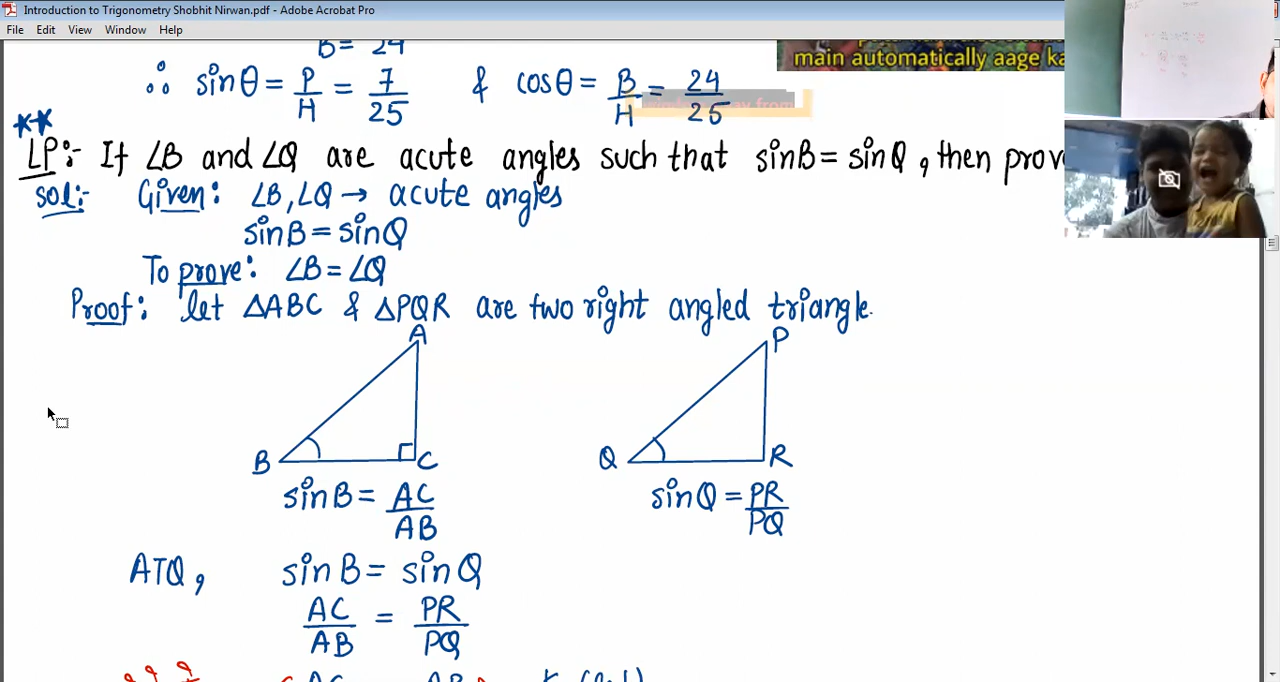 Introduction to Trigonometry Shobhit Nirwan.pdf - Adobe Acrobat Pro
File Edit View Window Help
B = 24
∴ sinθ = P/H = 7/25 & cosθ = B/H = 24/25
main automatically aage ka
** LP:- If ∠B and ∠Q are acute angles such that sinB = sinQ, then prov
Sol:- Given: ∠B, ∠Q → acute angles
sinB = sinQ
To prove: ∠B = ∠Q
Proof: let ΔABC & ΔPQR are two right angled triangle.
A P
B C Q R
sinB = AC/AB sinQ = PR/PQ
ATQ, sinB = sinQ
AC/AB = PR/PQ